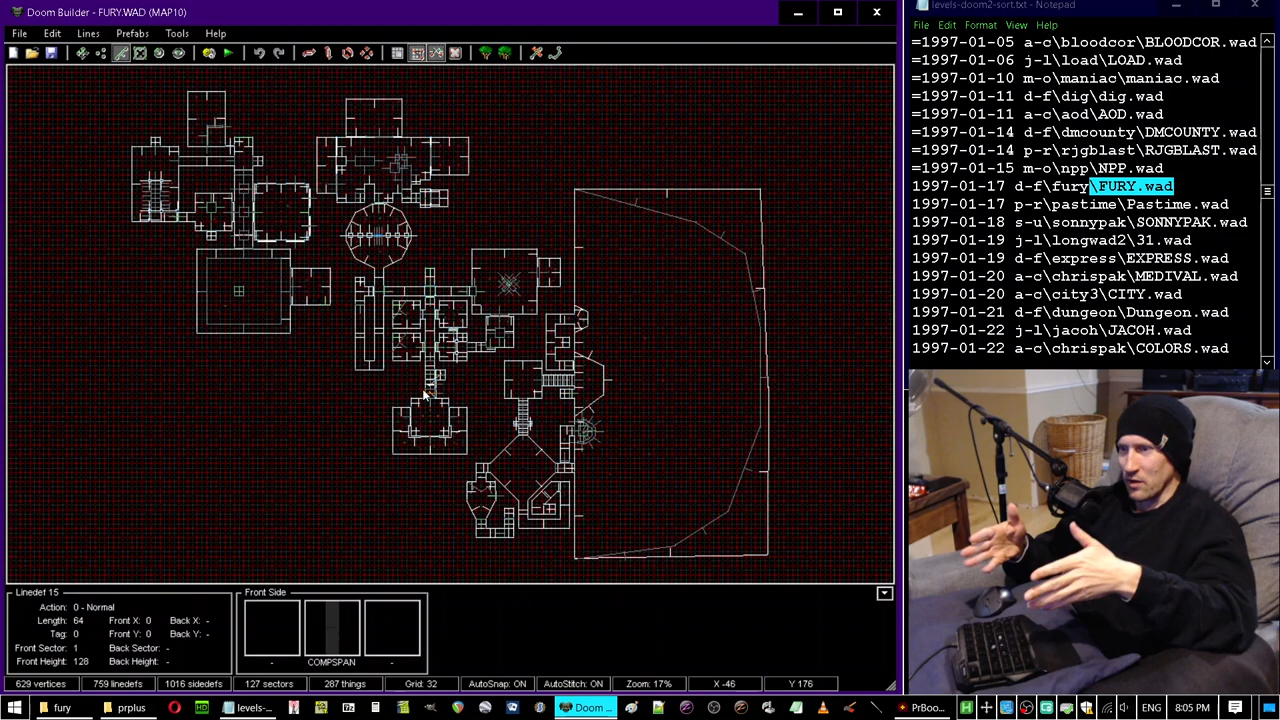 Doom Builder - FURY.WAD (MAP10)
File Edit Lines Prefabs Tools Help
Linedef 15
Action: 0 - Normal
Length: 64 Front X: 0 Back X: -
Tag: 0 Front Y: 0 Back Y: -
Front Sector: 1 Back Sector: -
Front Height: 128 Back Height: -
Front Side
- COMPSPAN -
629 vertices 759 linedefs 1016 sidedefs 127 sectors 287 things Grid: 32 AutoSnap: ON AutoStitch: ON Zoom: 17% X -46 Y 176
levels-doom2-sort.txt - Notepad
File Edit Format View Help
=1997-01-05 a-c\bloodcor\BLOODCOR.wad
=1997-01-06 j-l\load\LOAD.wad
=1997-01-10 m-o\maniac\maniac.wad
=1997-01-11 d-f\dig\dig.wad
=1997-01-11 a-c\aod\AOD.wad
=1997-01-14 d-f\dmcounty\DMCOUNTY.wad
=1997-01-14 p-r\rjgblast\RJGBLAST.wad
=1997-01-15 m-o\npp\NPP.wad
1997-01-17 d-f\fury\FURY.wad
1997-01-17 p-r\pastime\Pastime.wad
1997-01-18 s-u\sonnypak\SONNYPAK.wad
1997-01-19 j-l\longwad2\31.wad
1997-01-19 d-f\express\EXPRESS.wad
1997-01-20 a-c\chrispak\MEDIVAL.wad
1997-01-20 a-c\city3\CITY.wad
1997-01-21 d-f\dungeon\Dungeon.wad
1997-01-22 j-l\jacoh\JACOH.wad
1997-01-22 a-c\chrispak\COLORS.wad
fury prplus levels-... Doom ... PrBoo... ENG 8:05 PM